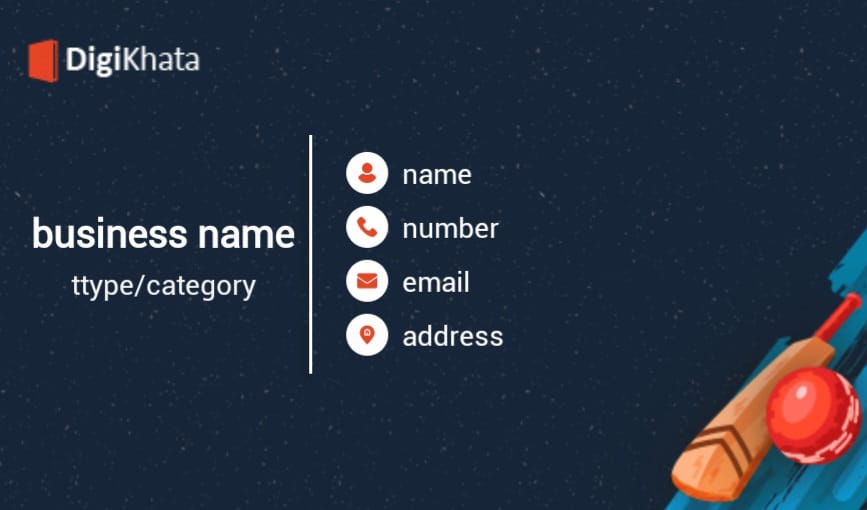 DigiKhata
business name
ttype/category
name
number
email
address